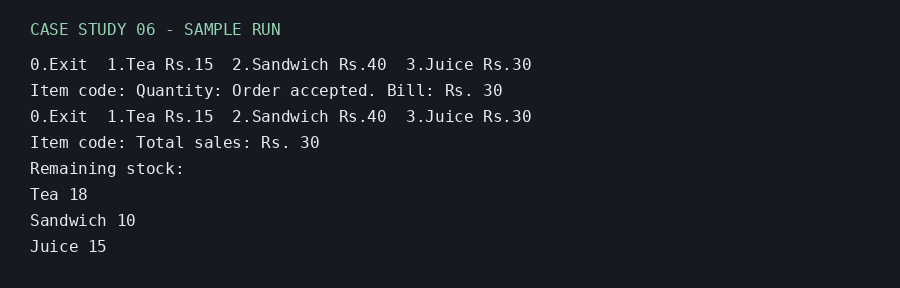 CASE STUDY 06 - SAMPLE RUN
0.Exit  1.Tea Rs.15  2.Sandwich Rs.40  3.Juice Rs.30
Item code: Quantity: Order accepted. Bill: Rs. 30
0.Exit  1.Tea Rs.15  2.Sandwich Rs.40  3.Juice Rs.30
Item code: Total sales: Rs. 30
Remaining stock:
Tea 18
Sandwich 10
Juice 15